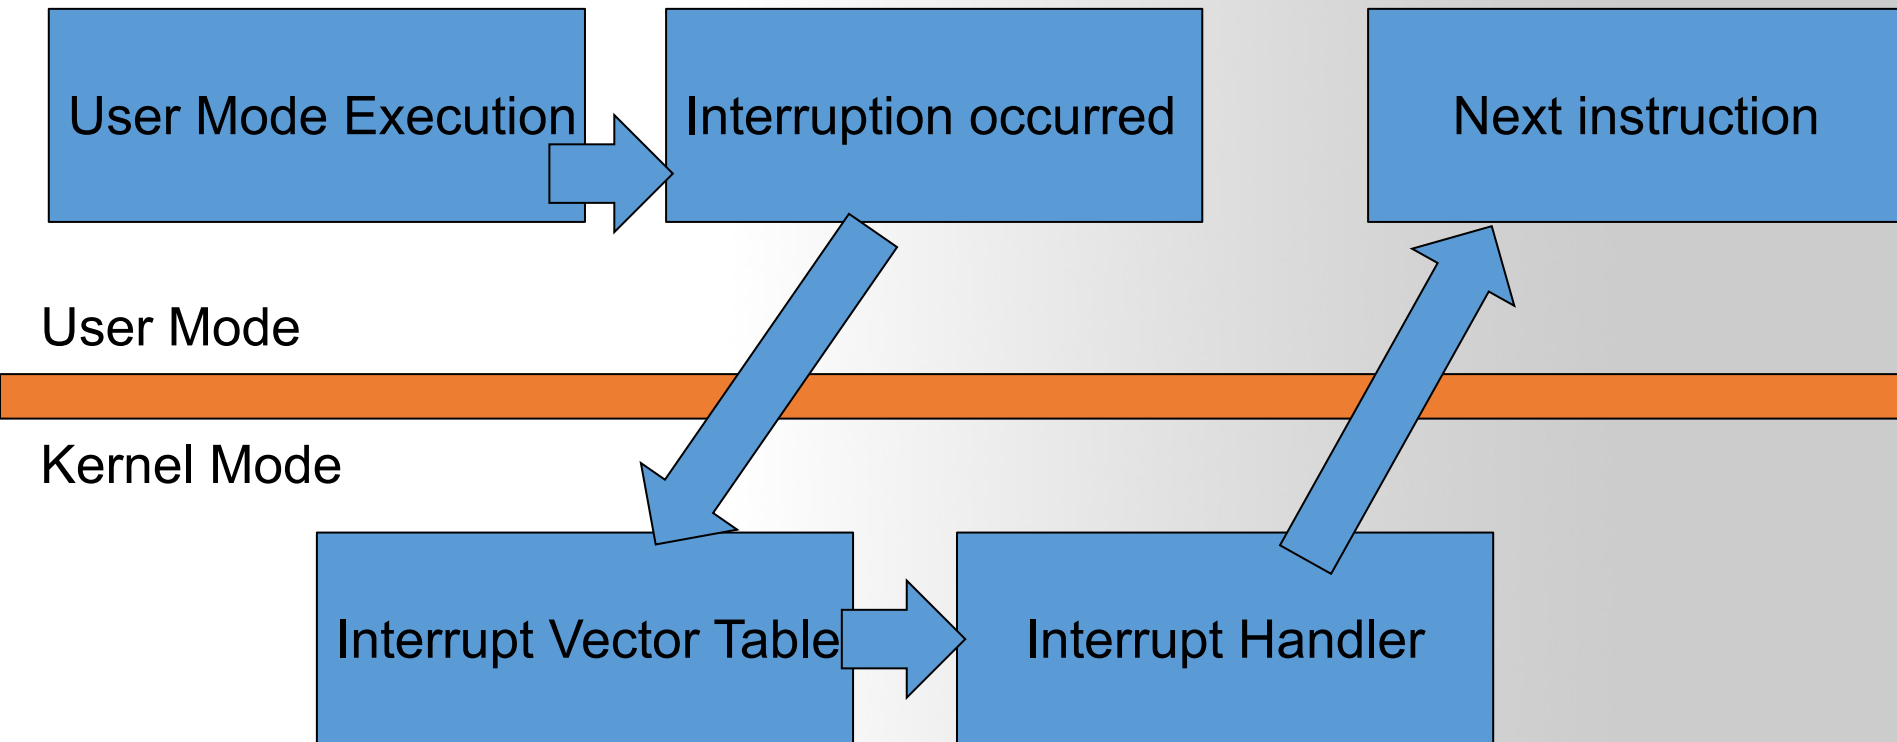 User Mode Execution
Interruption occurred
Next instruction
User Mode
Kernel Mode
Interrupt Vector Table
Interrupt Handler